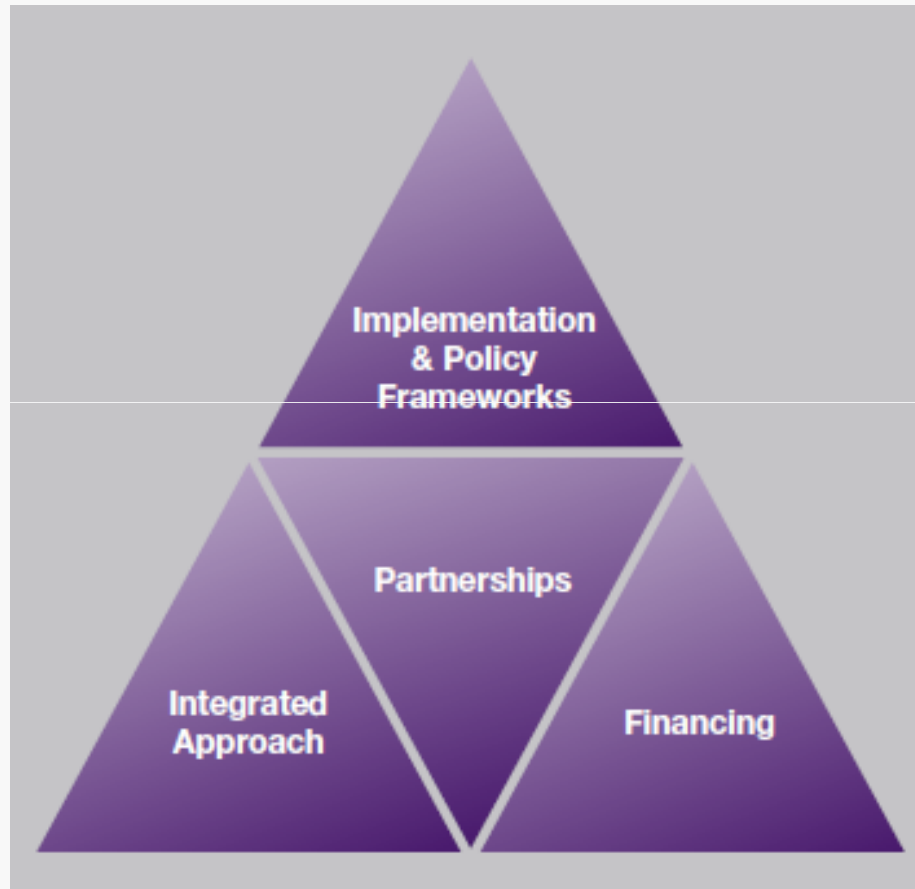 Implementation
& Policy
Frameworks
Partnerships
Integrated
Approach
Financing